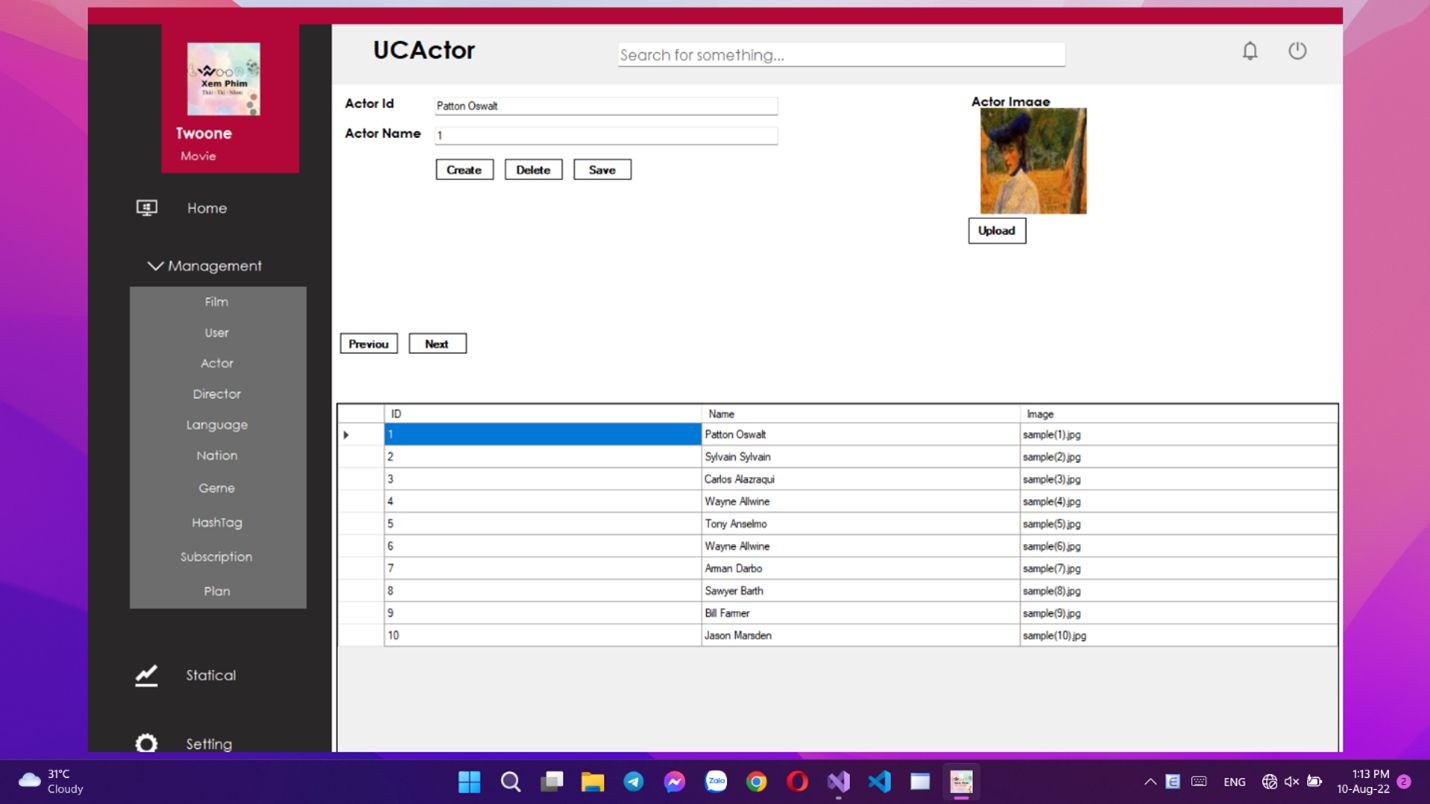 UCActor
Search for something...
Xem Phim
Twoone
Movie
Home
Management
Film
User
Actor
Director
Language
Nation
Gerne
HashTag
Subscription
Plan
Statical
Setting
Actor Id
Patton Oswalt
Actor Name
1
Create Delete Save
Actor Image
Upload
Previou Next
ID Name Image
1 Patton Oswalt sample(1).jpg
2 Sylvain Sylvain sample(2).jpg
3 Carlos Alazraqui sample(3).jpg
4 Wayne Allwine sample(4).jpg
5 Tony Anselmo sample(5).jpg
6 Wayne Allwine sample(6).jpg
7 Arman Darbo sample(7).jpg
8 Sawyer Barth sample(8).jpg
9 Bill Farmer sample(9).jpg
10 Jason Marsden sample(10).jpg
31°C
Cloudy
Zalo
ENG
1:13 PM
10-Aug-22
2